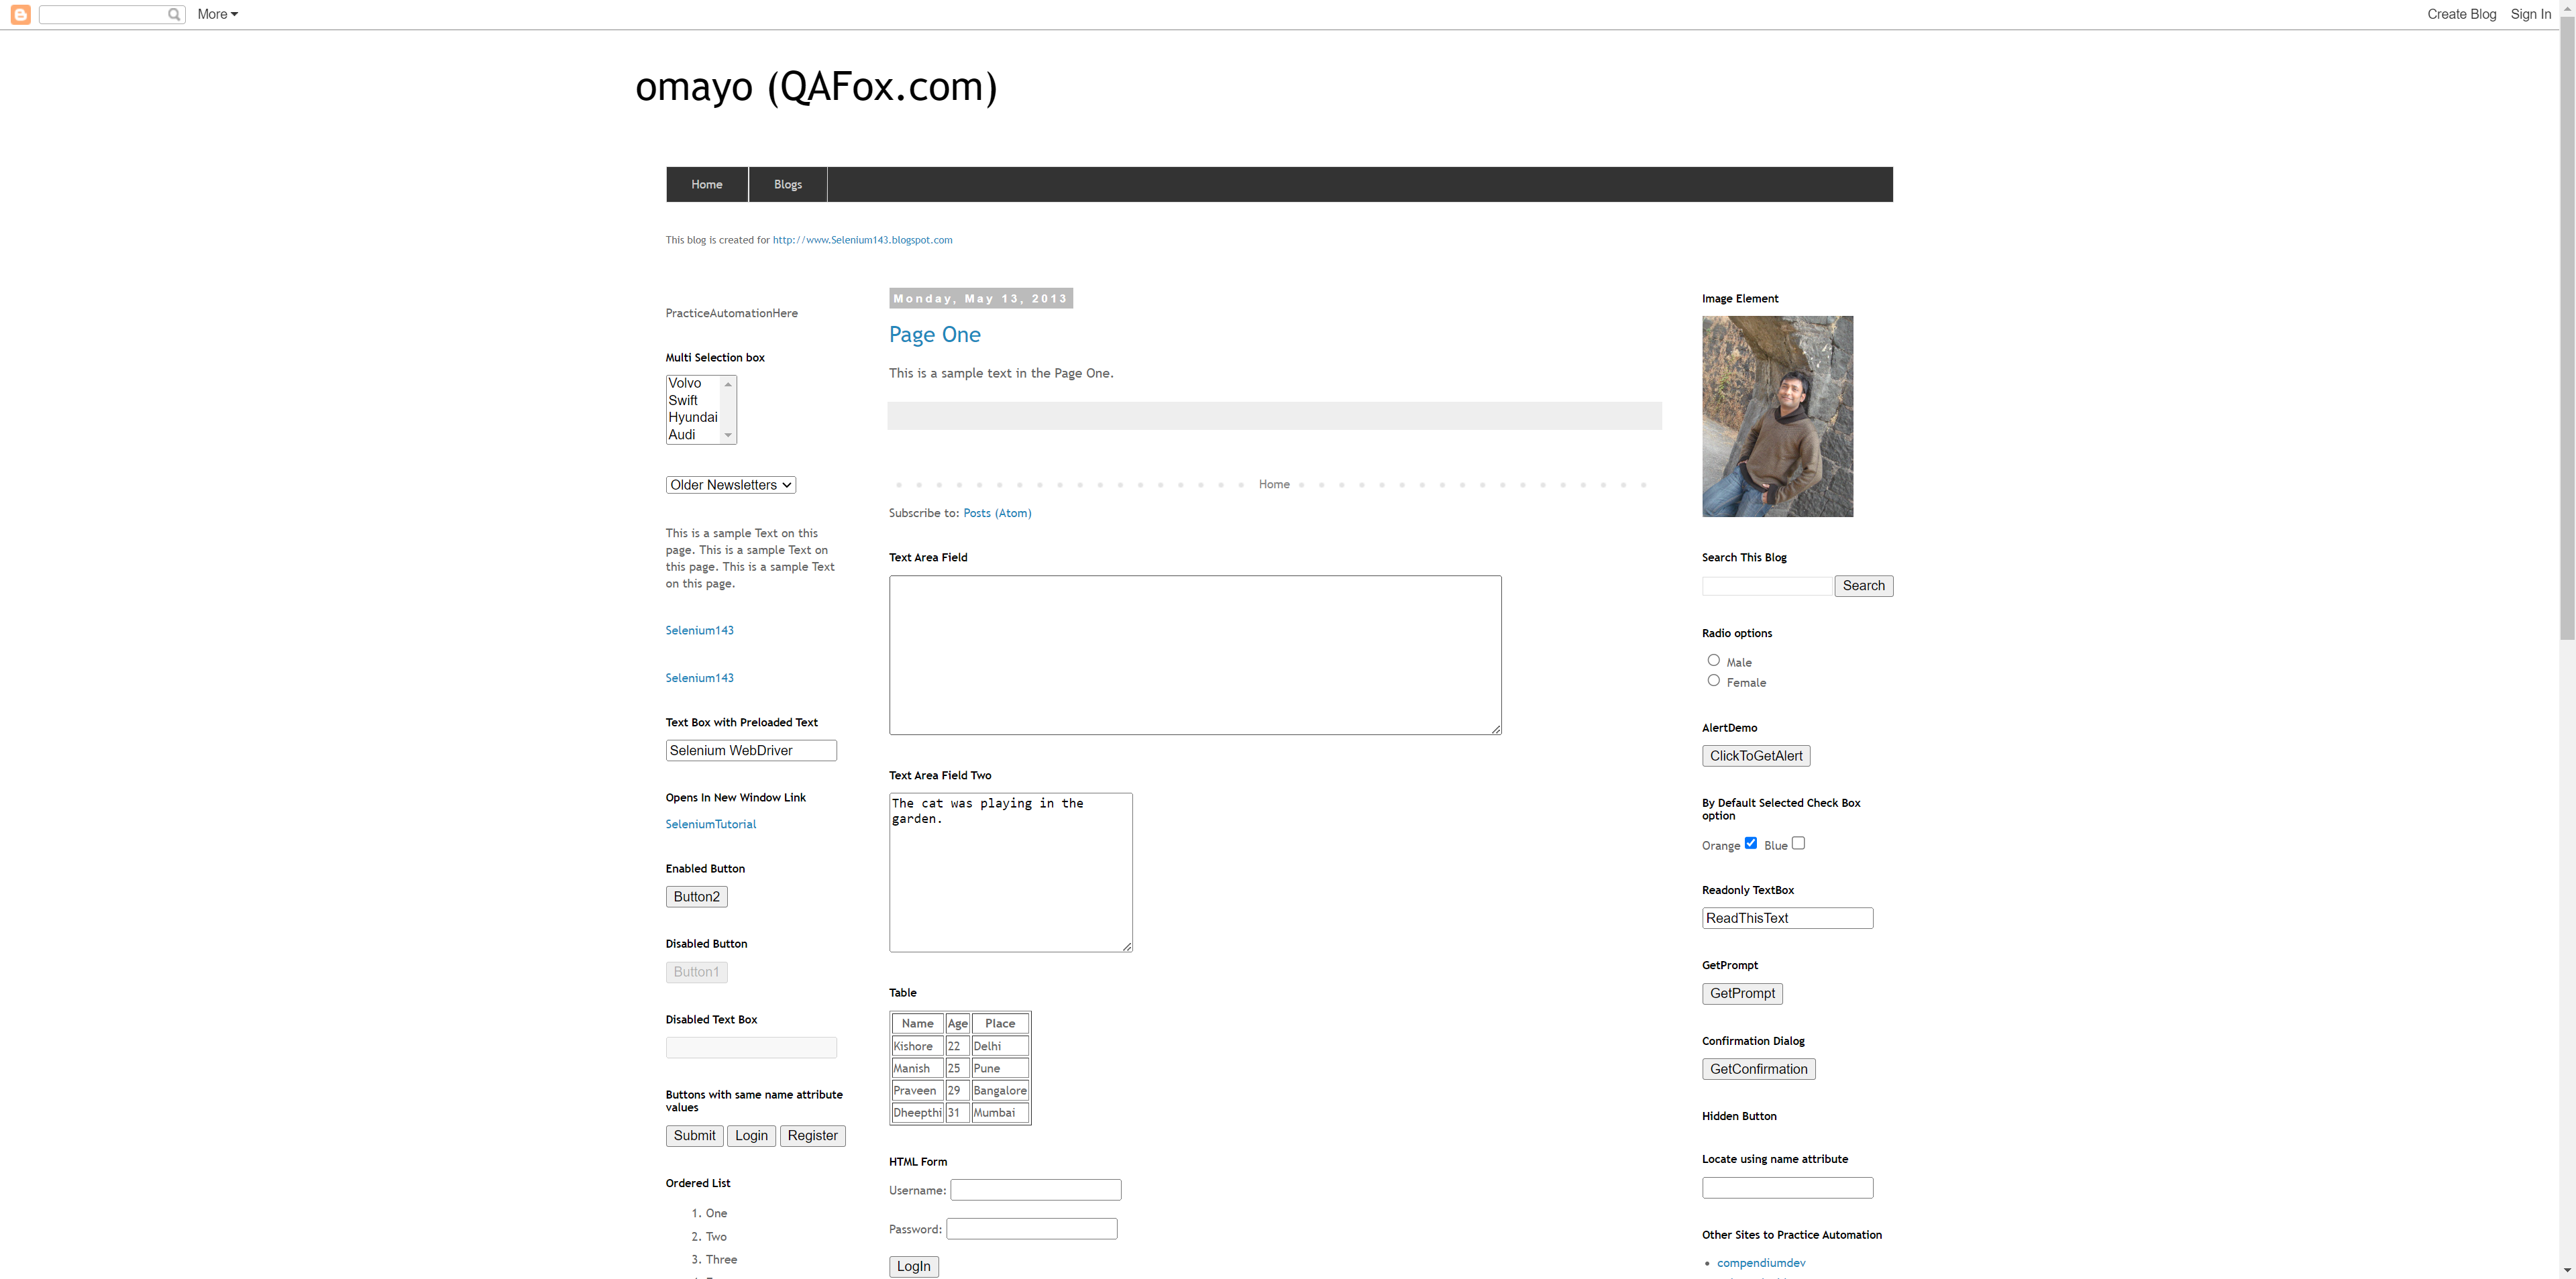 More
Create Blog Sign In
omayo (QAFox.com)
Home Blogs
This blog is created for http://www.Selenium143.blogspot.com
PracticeAutomationHere
Multi Selection box
Volvo
Swift
Hyundai
Audi
Older Newsletters
This is a sample Text on this
page. This is a sample Text on
this page. This is a sample Text
on this page.
Selenium143
Selenium143
Text Box with Preloaded Text
Selenium WebDriver
Opens In New Window Link
SeleniumTutorial
Enabled Button
Button2
Disabled Button
Button1
Disabled Text Box
Buttons with same name attribute
values
Submit Login Register
Ordered List
1. One
2. Two
3. Three
Monday, May 13, 2013
Page One
This is a sample text in the Page One.
Home
Subscribe to: Posts (Atom)
Text Area Field
Text Area Field Two
The cat was playing in the
garden.
Table
Name Age Place
Kishore 22 Delhi
Manish 25 Pune
Praveen 29 Bangalore
Dheepthi 31 Mumbai
HTML Form
Username:
Password:
LogIn
Image Element
Search This Blog
Search
Radio options
Male
Female
AlertDemo
ClickToGetAlert
By Default Selected Check Box
option
Orange Blue
Readonly TextBox
ReadThisText
GetPrompt
GetPrompt
Confirmation Dialog
GetConfirmation
Hidden Button
Locate using name attribute
Other Sites to Practice Automation
• compendiumdev